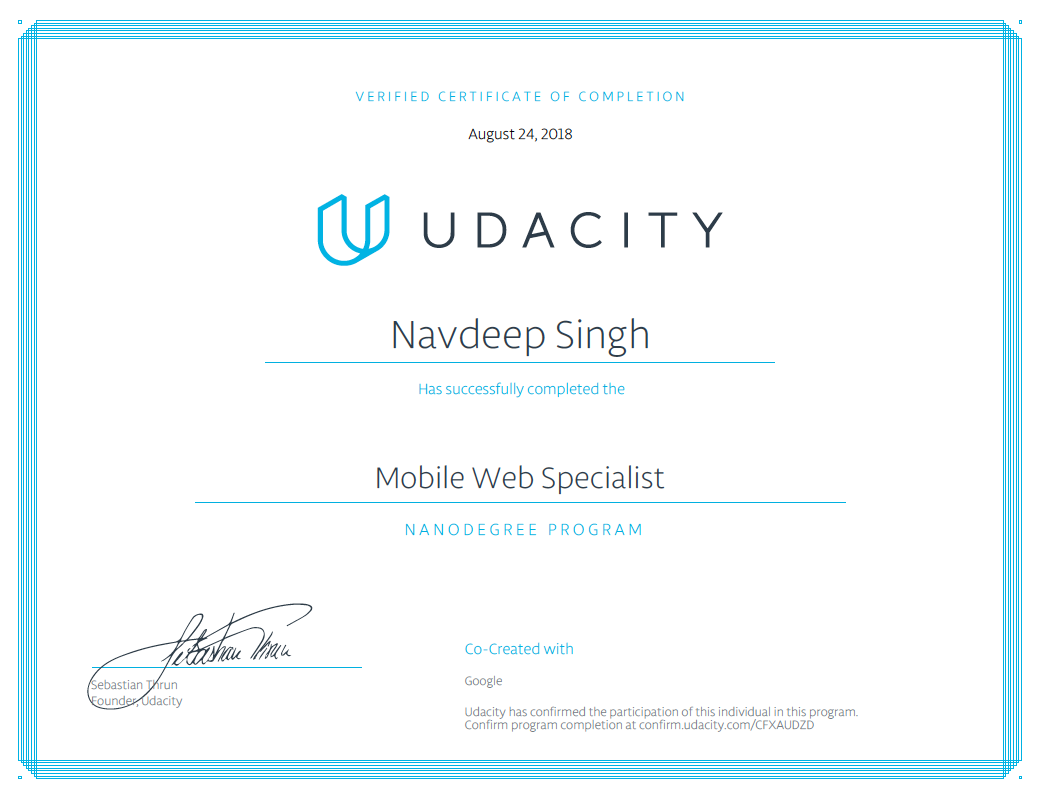 VERIFIED CERTIFICATE OF COMPLETION
August 24, 2018
UDACITY
Navdeep Singh
Has successfully completed the
Mobile Web Specialist
NANODEGREE PROGRAM
Sebastian Thrun
Sebastian Thrun
Founder, Udacity
Co-Created with
Google
Udacity has confirmed the participation of this individual in this program.
Confirm program completion at confirm.udacity.com/CFXAUDZD